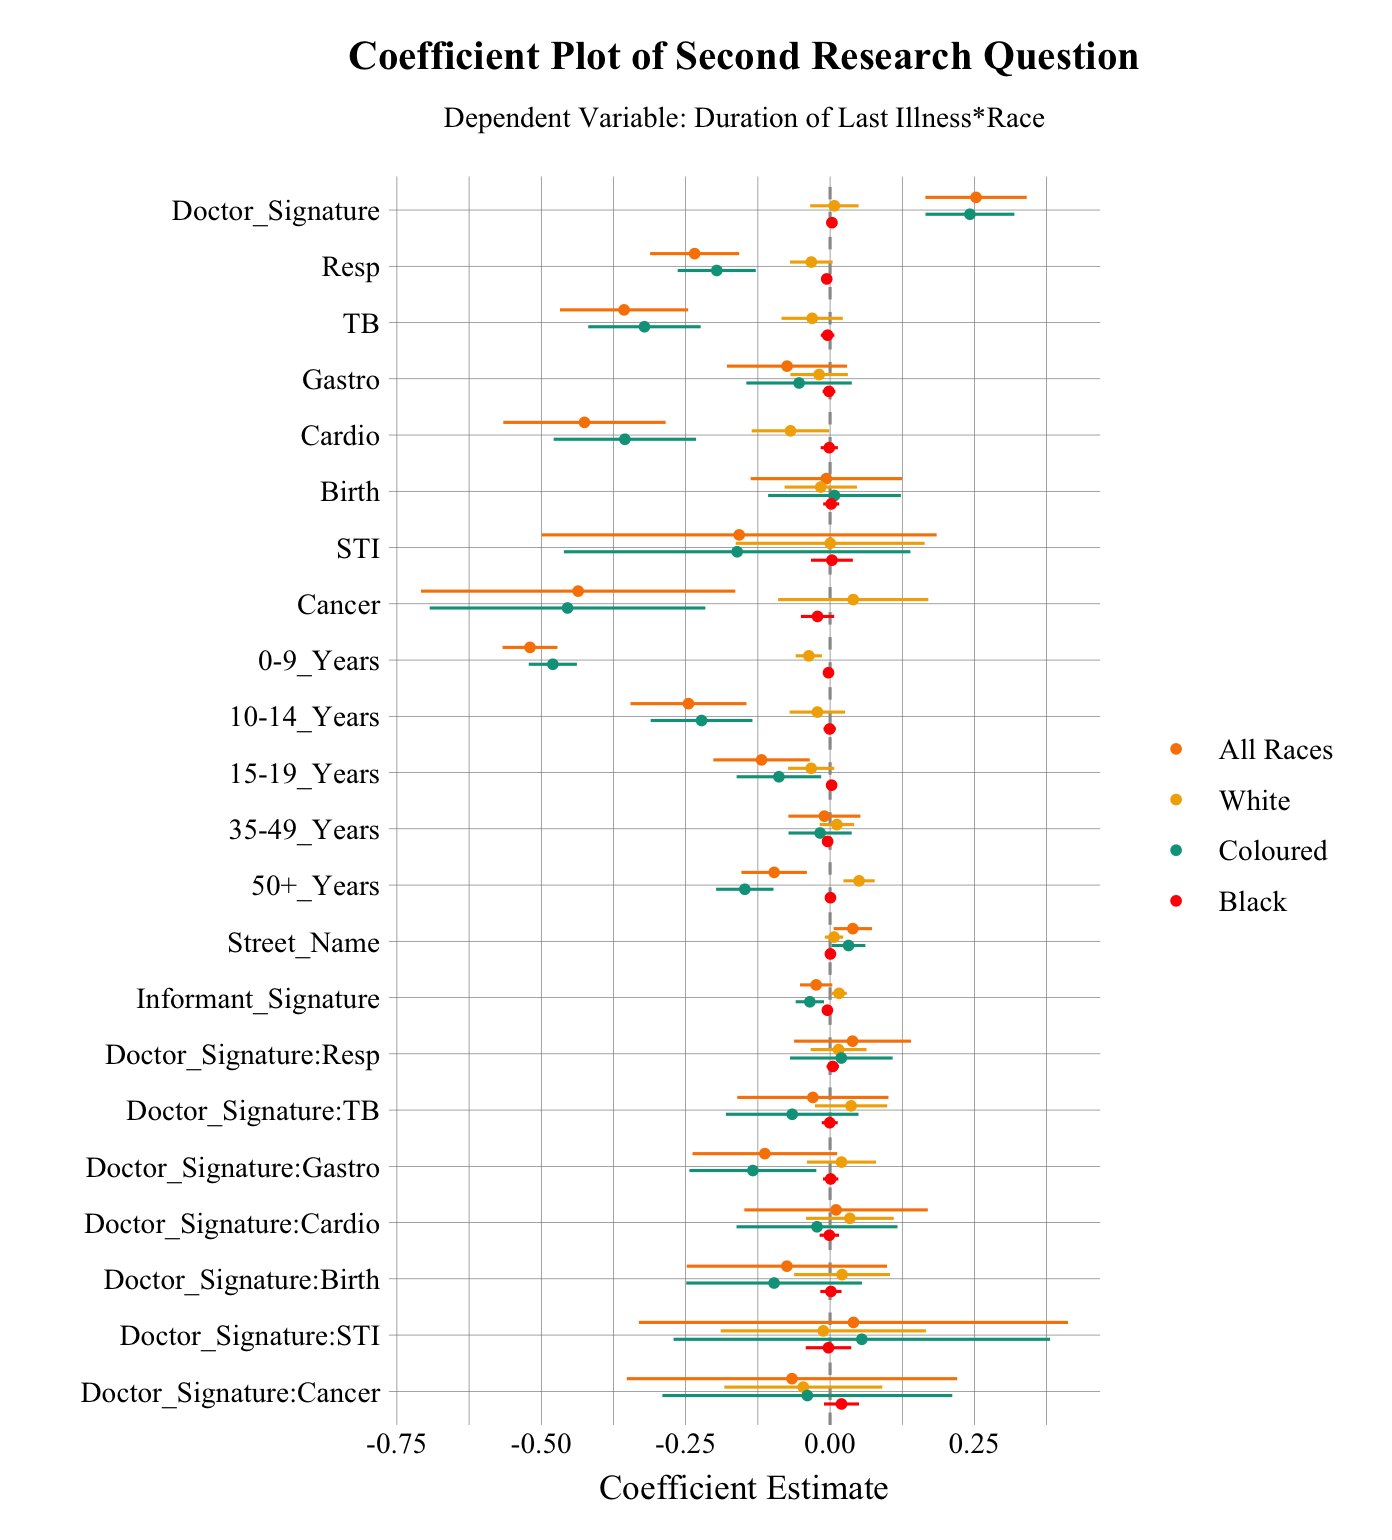 Coefficient Plot of Second Research Question
Dependent Variable: Duration of Last Illness*Race
Doctor_Signature
Resp
TB
Gastro
Cardio
Birth
STI
Cancer
0-9_Years
10-14_Years
15-19_Years
35-49_Years
50+_Years
Street_Name
Informant_Signature
Doctor_Signature:Resp
Doctor_Signature:TB
Doctor_Signature:Gastro
Doctor_Signature:Cardio
Doctor_Signature:Birth
Doctor_Signature:STI
Doctor_Signature:Cancer
All Races
White
Coloured
Black
-0.75 -0.50 -0.25 0.00 0.25
Coefficient Estimate